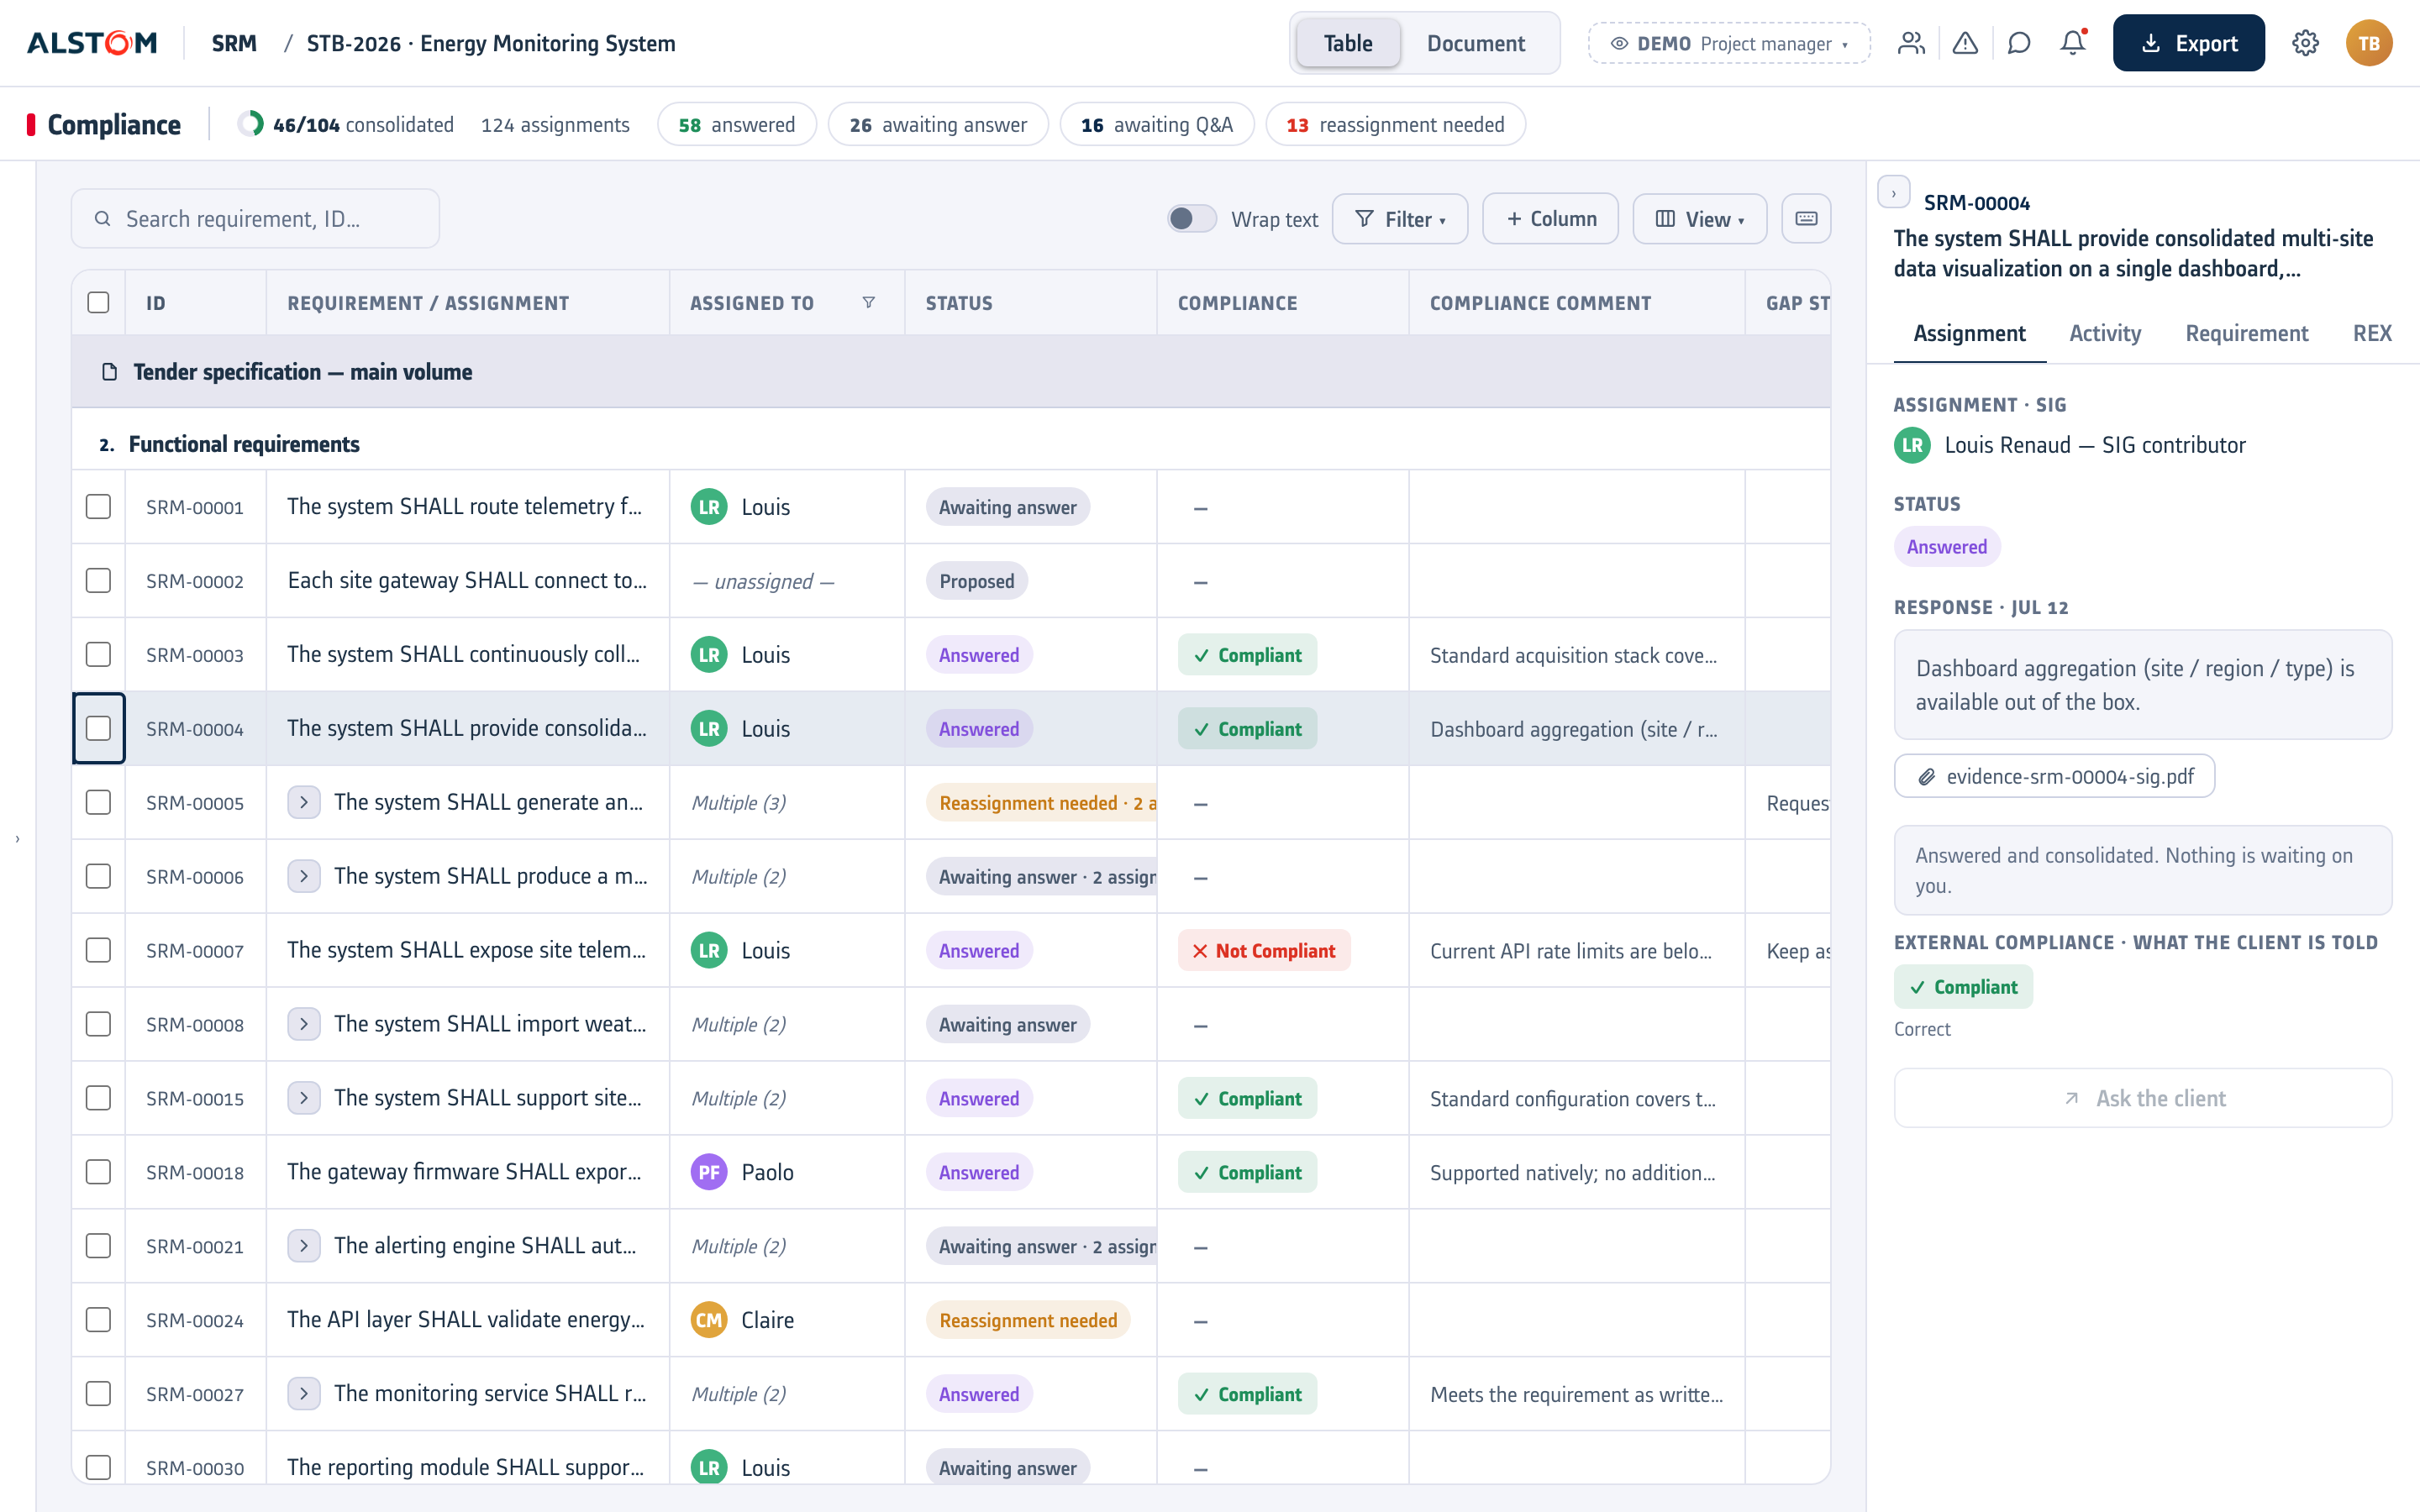 ALSTOM
SRM / STB-2026 · Energy Monitoring System
Table Document
DEMO Project manager
Export
TB
Compliance
46/104 consolidated 124 assignments
58 answered
26 awaiting answer
16 awaiting Q&A
13 reassignment needed
Search requirement, ID...
Wrap text
Filter
+ Column
View
ID REQUIREMENT / ASSIGNMENT ASSIGNED TO STATUS COMPLIANCE COMPLIANCE COMMENT GAP ST
Tender specification — main volume
2. Functional requirements
SRM-00001 The system SHALL route telemetry f... LR Louis Awaiting answer –
SRM-00002 Each site gateway SHALL connect to... — unassigned — Proposed –
SRM-00003 The system SHALL continuously coll... LR Louis Answered Compliant Standard acquisition stack cove...
SRM-00004 The system SHALL provide consolida... LR Louis Answered Compliant Dashboard aggregation (site / r...
SRM-00005 The system SHALL generate an... Multiple (3) Reassignment needed · 2 a – Reques
SRM-00006 The system SHALL produce a m... Multiple (2) Awaiting answer · 2 assign –
SRM-00007 The system SHALL expose site telem... LR Louis Answered Not Compliant Current API rate limits are belo... Keep as
SRM-00008 The system SHALL import weat... Multiple (2) Awaiting answer –
SRM-00015 The system SHALL support site... Multiple (2) Answered Compliant Standard configuration covers t...
SRM-00018 The gateway firmware SHALL expor... PF Paolo Answered Compliant Supported natively; no addition...
SRM-00021 The alerting engine SHALL aut... Multiple (2) Awaiting answer · 2 assign –
SRM-00024 The API layer SHALL validate energy... CM Claire Reassignment needed –
SRM-00027 The monitoring service SHALL r... Multiple (2) Answered Compliant Meets the requirement as writte...
SRM-00030 The reporting module SHALL suppor... LR Louis Awaiting answer –
SRM-00004
The system SHALL provide consolidated multi-site
data visualization on a single dashboard,...
Assignment Activity Requirement REX
ASSIGNMENT · SIG
LR Louis Renaud — SIG contributor
STATUS
Answered
RESPONSE · JUL 12
Dashboard aggregation (site / region / type) is
available out of the box.
evidence-srm-00004-sig.pdf
Answered and consolidated. Nothing is waiting on
you.
EXTERNAL COMPLIANCE · WHAT THE CLIENT IS TOLD
Compliant
Correct
Ask the client